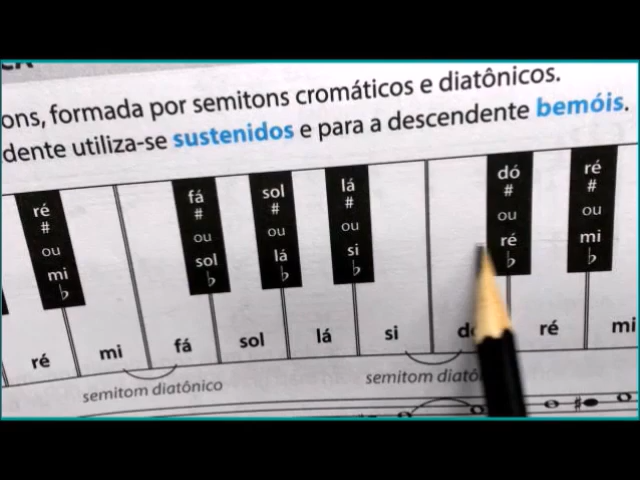 ons, formada por semitons cromáticos e diatônicos.
dente utiliza-se sustenidos e para a descendente bemóis.
ré # ou mi ♭
fá # ou sol ♭
sol # ou lá ♭
lá # ou si ♭
dó # ou ré ♭
ré # ou mi ♭
ré mi fá sol lá si ré mi
semitom diatônico
semitom